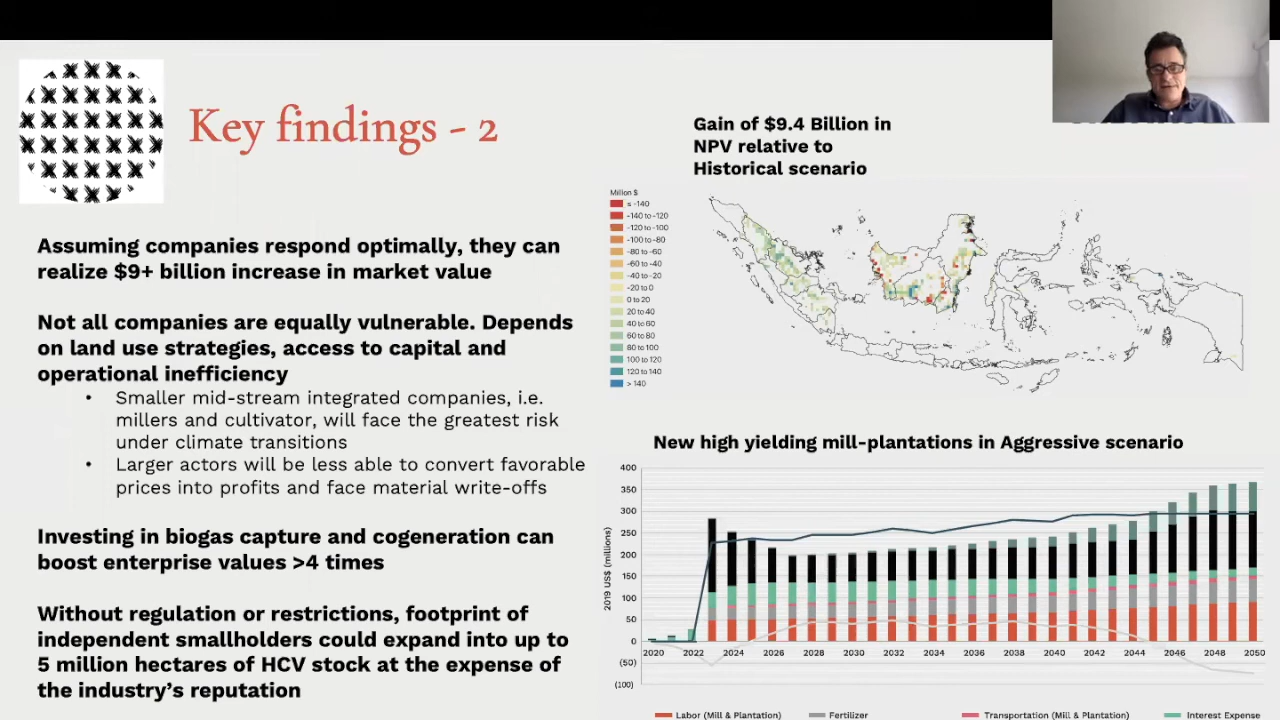 Key findings - 2
Assuming companies respond optimally, they can
realize $9+ billion increase in market value
Not all companies are equally vulnerable. Depends
on land use strategies, access to capital and
operational inefficiency
• Smaller mid-stream integrated companies, i.e.
millers and cultivator, will face the greatest risk
under climate transitions
• Larger actors will be less able to convert favorable
prices into profits and face material write-offs
Investing in biogas capture and cogeneration can
boost enterprise values >4 times
Without regulation or restrictions, footprint of
independent smallholders could expand into up to
5 million hectares of HCV stock at the expense of
the industry's reputation
Gain of $9.4 Billion in
NPV relative to
Historical scenario
Million $
≤ -140
-140 to -120
-120 to -100
-100 to -80
-80 to -60
-60 to -40
-40 to -20
-20 to 0
0 to 20
20 to 40
40 to 60
60 to 80
80 to 100
100 to 120
120 to 140
> 140
New high yielding mill-plantations in Aggressive scenario
2019 US$ (millions)
400
350
300
250
200
150
100
50
0
(50)
(100)
2020 2022 2024 2026 2028 2030 2032 2034 2036 2038 2040 2042 2044 2046 2048 2050
Labor (Mill & Plantation) Fertilizer Transportation (Mill & Plantation) Interest Expense